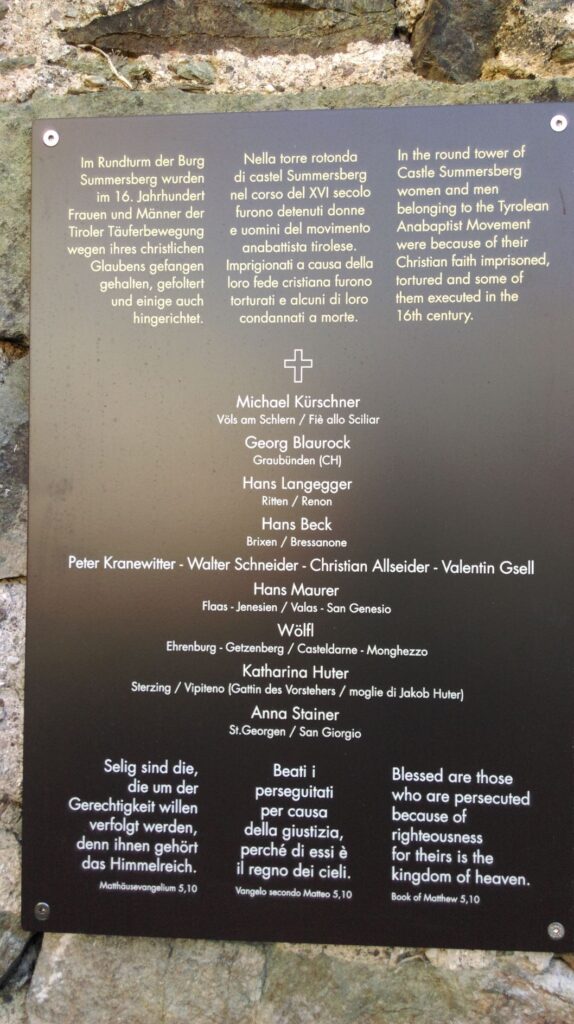 Im Rundturm der Burg
Summersberg wurden
im 16. Jahrhundert
Frauen und Männer der
Tiroler Täuferbewegung
wegen ihres christlichen
Glaubens gefangen
gehalten, gefoltert
und einige auch
hingerichtet.
Nella torre rotonda
di castel Summersberg
nel corso del XVI secolo
furono detenuti donne
e uomini del movimento
anabattista tirolese.
Imprigionati a causa della
loro fede cristiana furono
torturati e alcuni di loro
condannati a morte.
In the round tower of
Castle Summersberg
women and men
belonging to the Tyrolean
Anabaptist Movement
were because of their
Christian faith imprisoned,
tortured and some of
them executed in the
16th century.
Michael Kürschner
Völs am Schlern / Fiè allo Sciliar
Georg Blaurock
Graubünden (CH)
Hans Langegger
Ritten / Renon
Hans Beck
Brixen / Bressanone
Peter Kranewitter - Walter Schneider - Christian Allseider - Valentin Gsell
Hans Maurer
Flaas - Jenesien / Valas - San Genesio
Wölfl
Ehrenburg - Getzenberg / Casteldarne - Monghezzo
Katharina Huter
Sterzing / Vipiteno (Gattin des Vorstehers / moglie di Jakob Huter)
Anna Stainer
St.Georgen / San Giorgio
Selig sind die,
die um der
Gerechtigkeit willen
verfolgt werden,
denn ihnen gehört
das Himmelreich.
Matthäusevangelium 5,10
Beati i
perseguitati
per causa
della giustizia,
perché di essi è
il regno dei cieli.
Vangelo secondo Matteo 5,10
Blessed are those
who are persecuted
because of
righteousness
for theirs is the
kingdom of heaven.
Book of Matthew 5,10